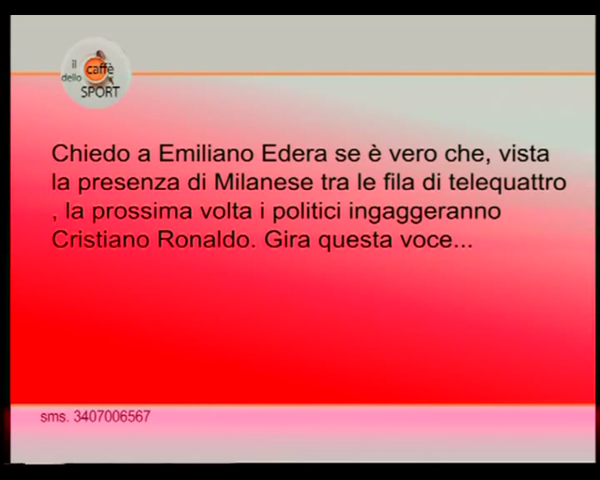 il
caffè
dello
SPORT
Chiedo a Emiliano Edera se è vero che, vista
la presenza di Milanese tra le fila di telequattro
, la prossima volta i politici ingaggeranno
Cristiano Ronaldo. Gira questa voce...
sms. 3407006567